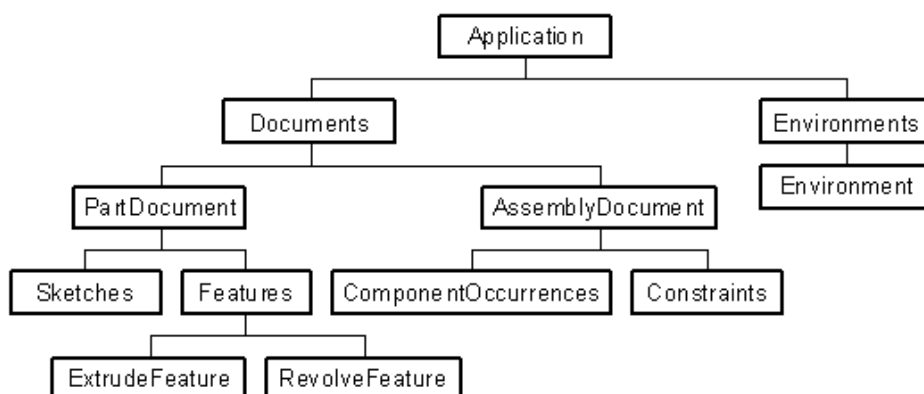 Application
Documents
Environments
PartDocument
AssemblyDocument
Environment
Sketches
Features
ComponentOccurrences
Constraints
ExtrudeFeature
RevolveFeature